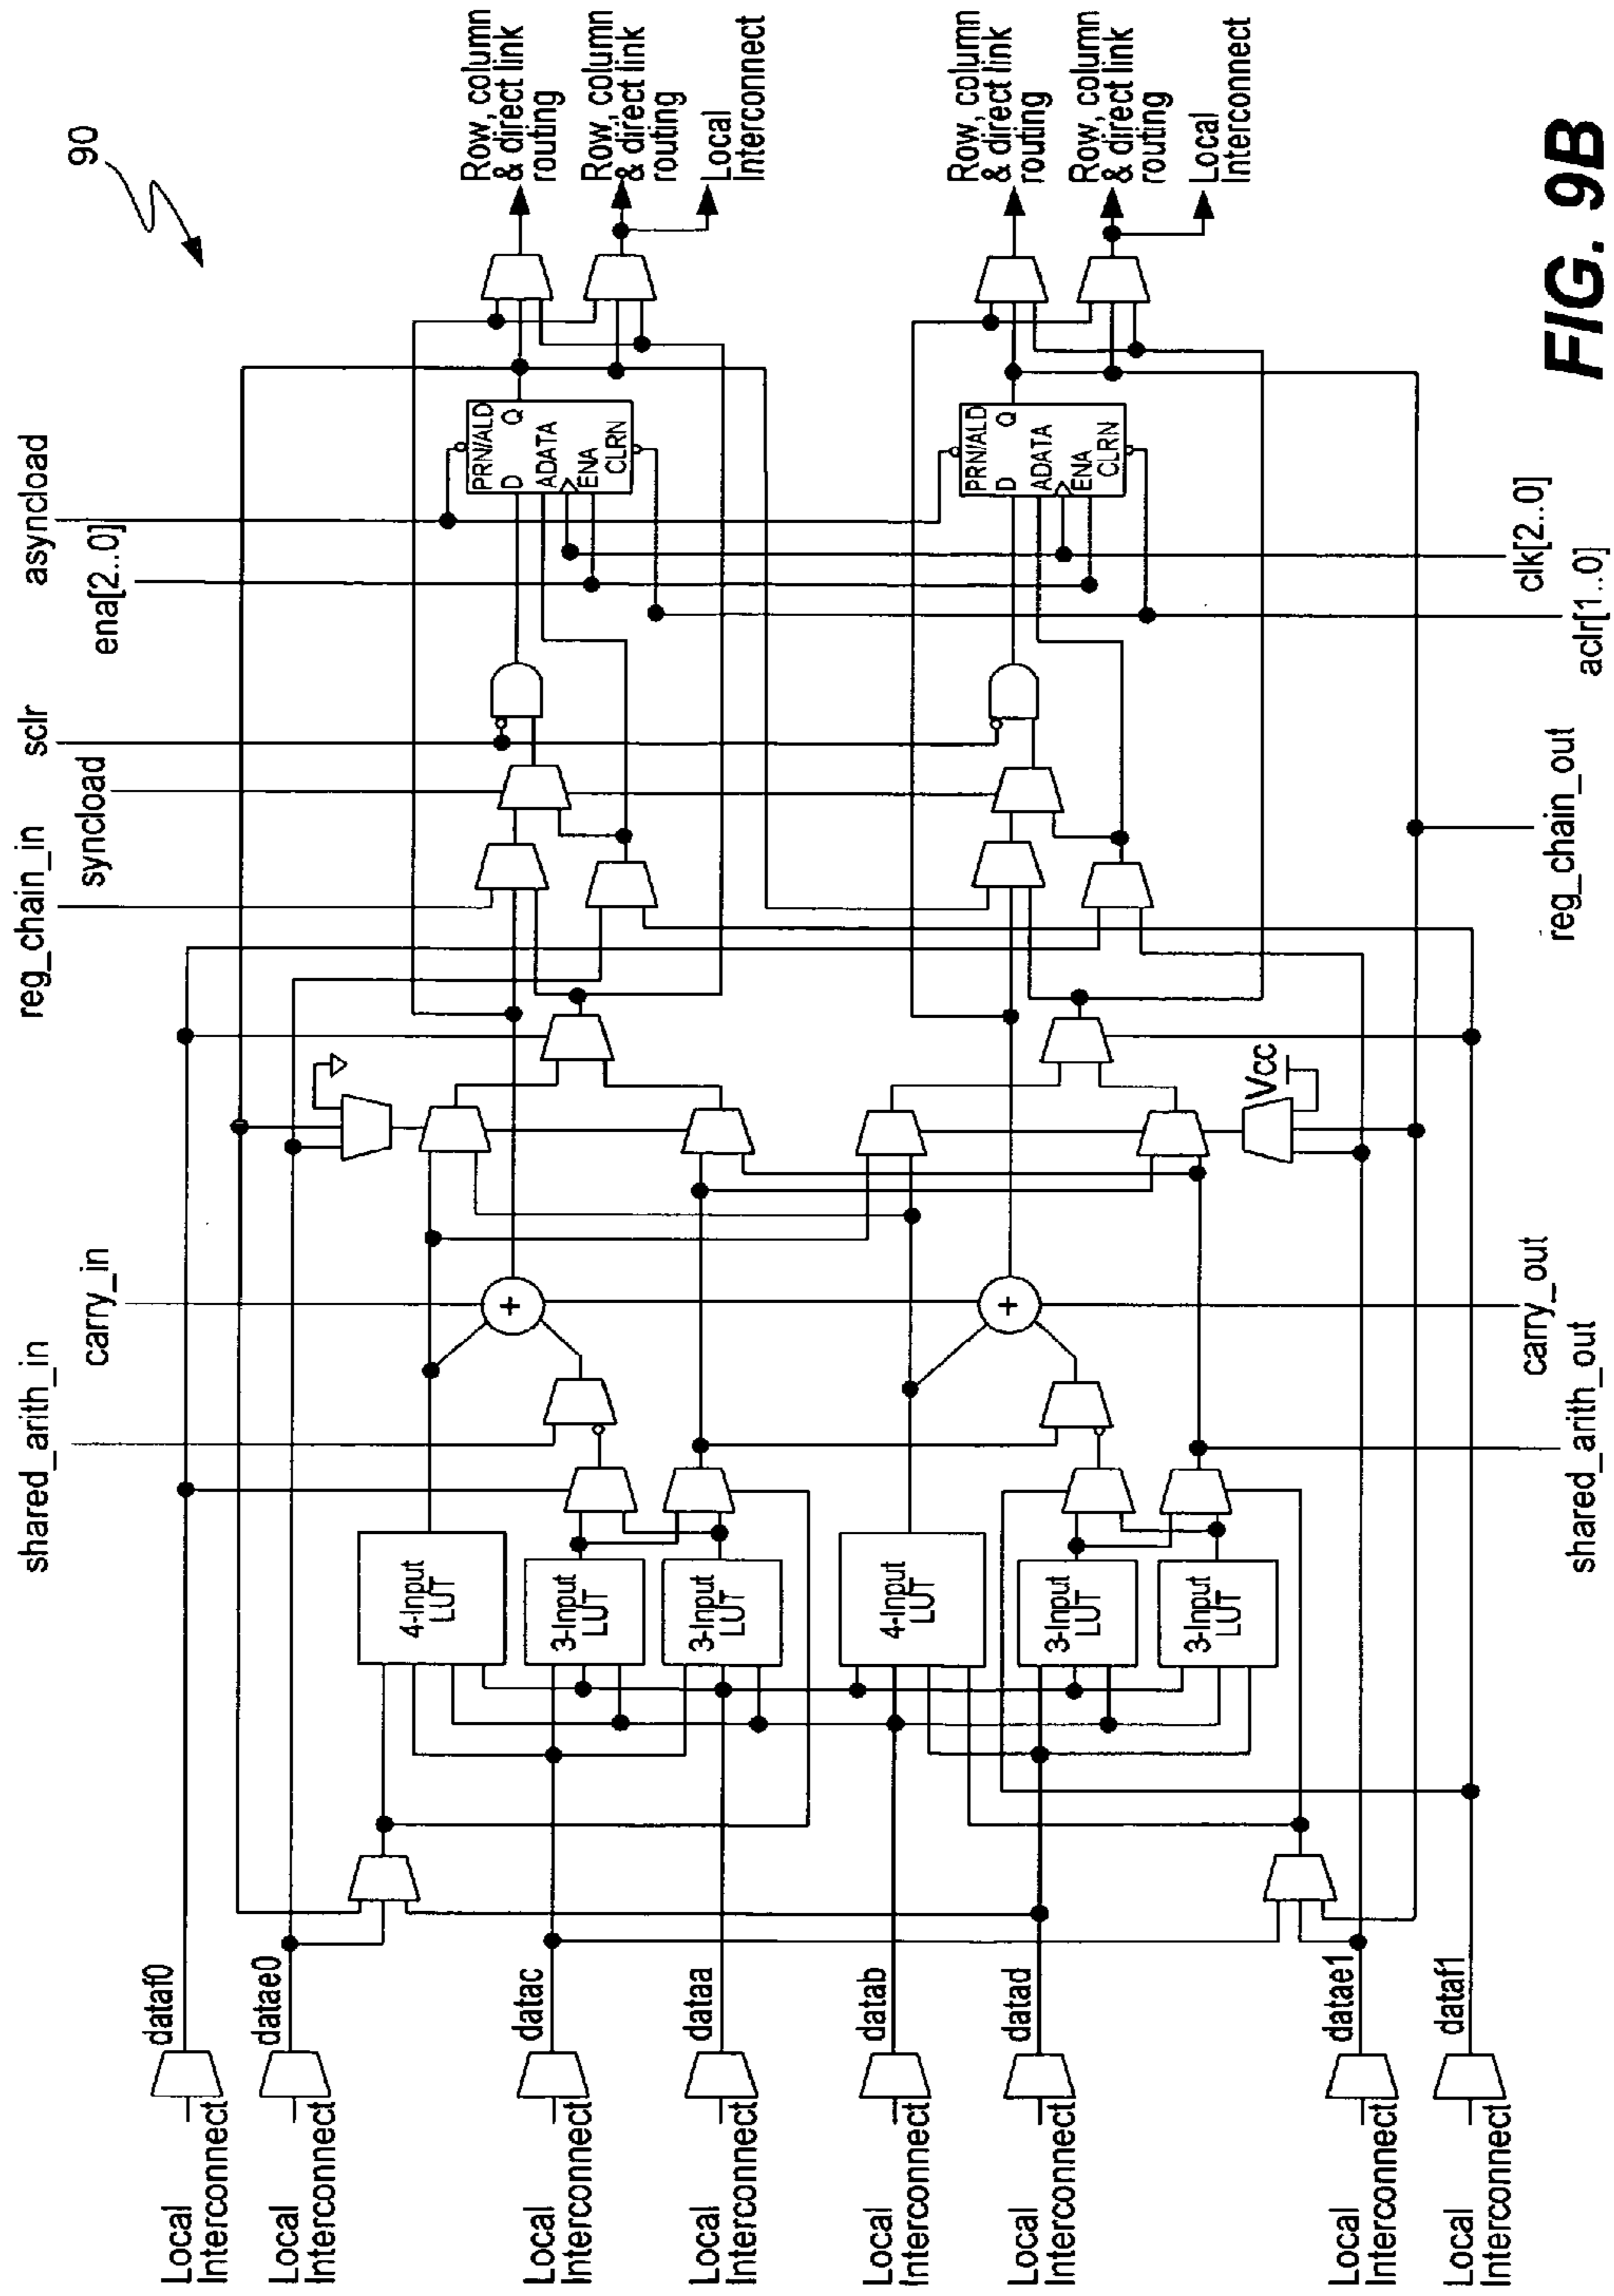 90
Row, column
& direct link
routing
Row, column
& direct link
routing
Local
Interconnect
Row, column
& direct link
routing
Row, column
& direct link
routing
Local
Interconnect
asyncload
ena[2..0]
sclr
syncload
reg_chain_in
carry_in
shared_arith_in
PRN/ALD
D
Q
ADATA
ENA
CLRN
PRN/ALD
D
Q
ADATA
ENA
CLRN
clk[2..0]
aclr[1..0]
reg_chain_out
carry_out
shared_arith_out
Vcc
+
+
4-Input
LUT
3-Input
LUT
3-Input
LUT
4-Input
LUT
3-Input
LUT
3-Input
LUT
dataf0
datae0
datac
dataa
datab
datad
datae1
dataf1
Local
Interconnect
Local
Interconnect
Local
Interconnect
Local
Interconnect
Local
Interconnect
Local
Interconnect
Local
Interconnect
Local
Interconnect
FIG. 9B